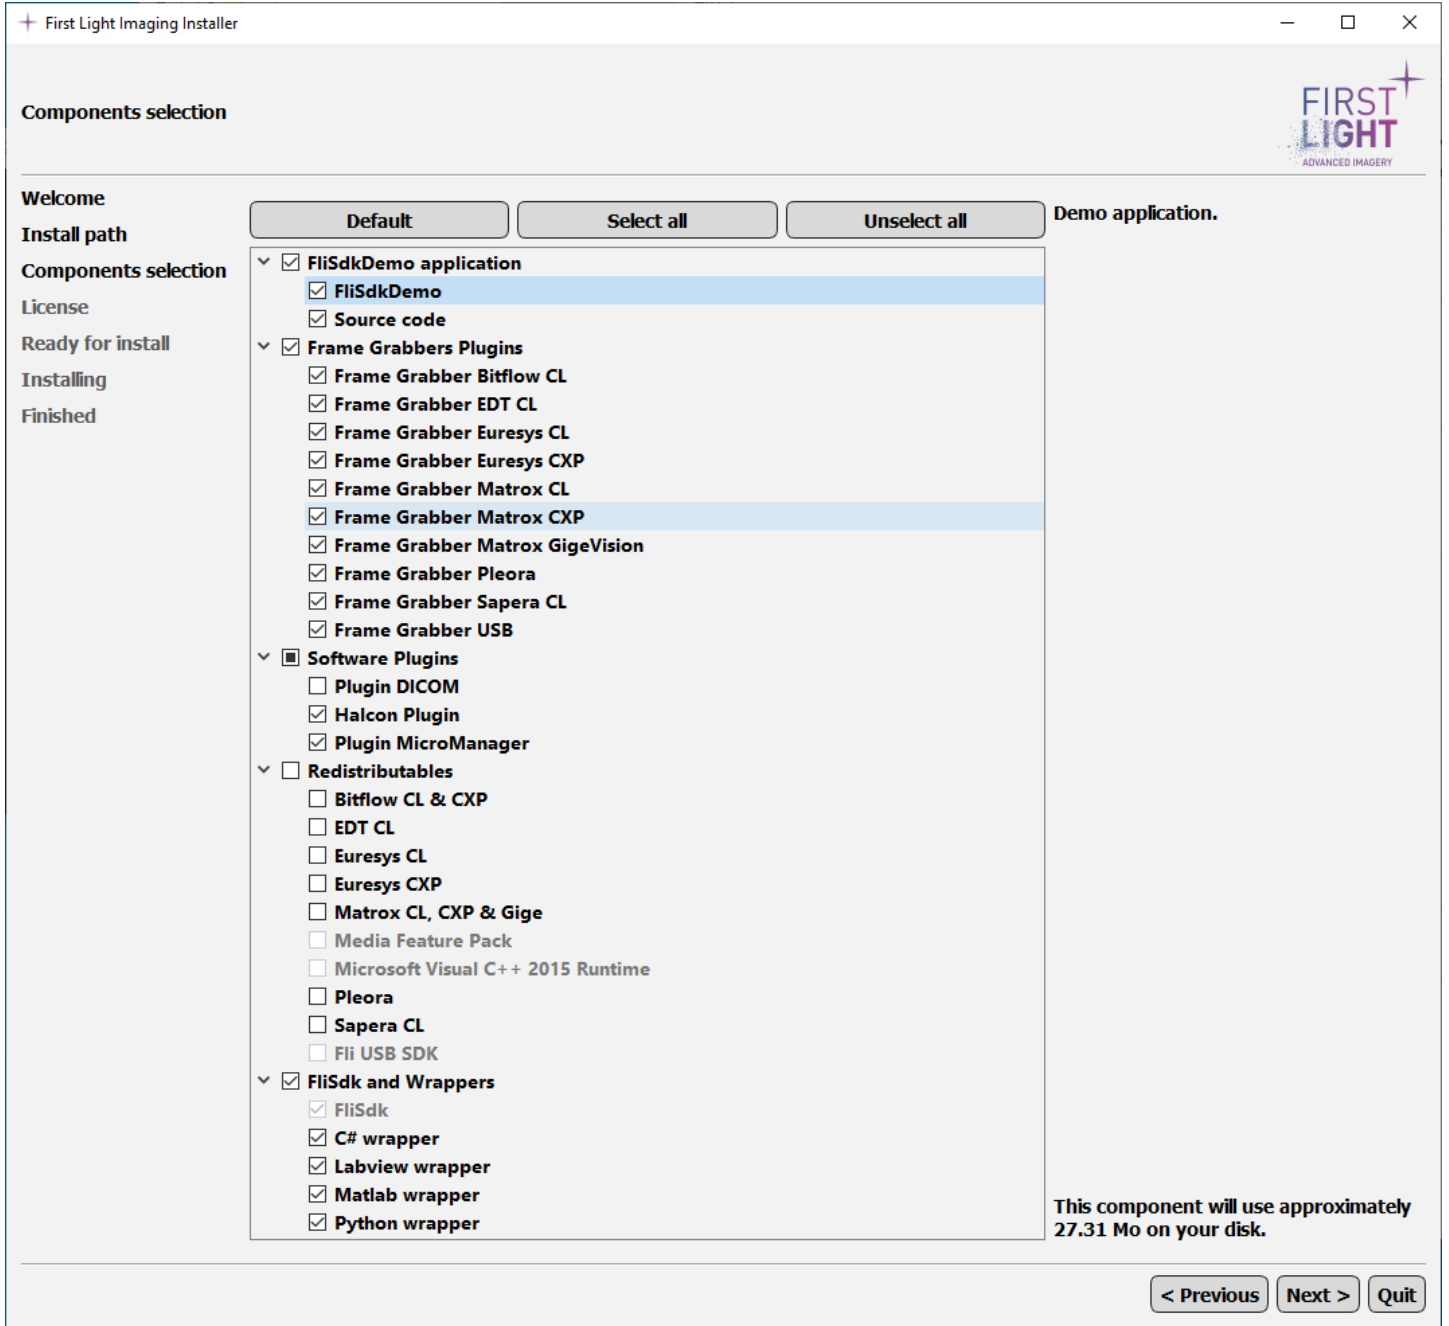 First Light Imaging Installer
Components selection
FIRST
LIGHT
ADVANCED IMAGERY
Welcome
Install path
Components selection
License
Ready for install
Installing
Finished
Default
Select all
Unselect all
FliSdkDemo application
FliSdkDemo
Source code
Frame Grabbers Plugins
Frame Grabber Bitflow CL
Frame Grabber EDT CL
Frame Grabber Euresys CL
Frame Grabber Euresys CXP
Frame Grabber Matrox CL
Frame Grabber Matrox CXP
Frame Grabber Matrox GigeVision
Frame Grabber Pleora
Frame Grabber Sapera CL
Frame Grabber USB
Software Plugins
Plugin DICOM
Halcon Plugin
Plugin MicroManager
Redistributables
Bitflow CL & CXP
EDT CL
Euresys CL
Euresys CXP
Matrox CL, CXP & Gige
Media Feature Pack
Microsoft Visual C++ 2015 Runtime
Pleora
Sapera CL
Fli USB SDK
FliSdk and Wrappers
FliSdk
C# wrapper
Labview wrapper
Matlab wrapper
Python wrapper
Demo application.
This component will use approximately
27.31 Mo on your disk.
< Previous
Next >
Quit